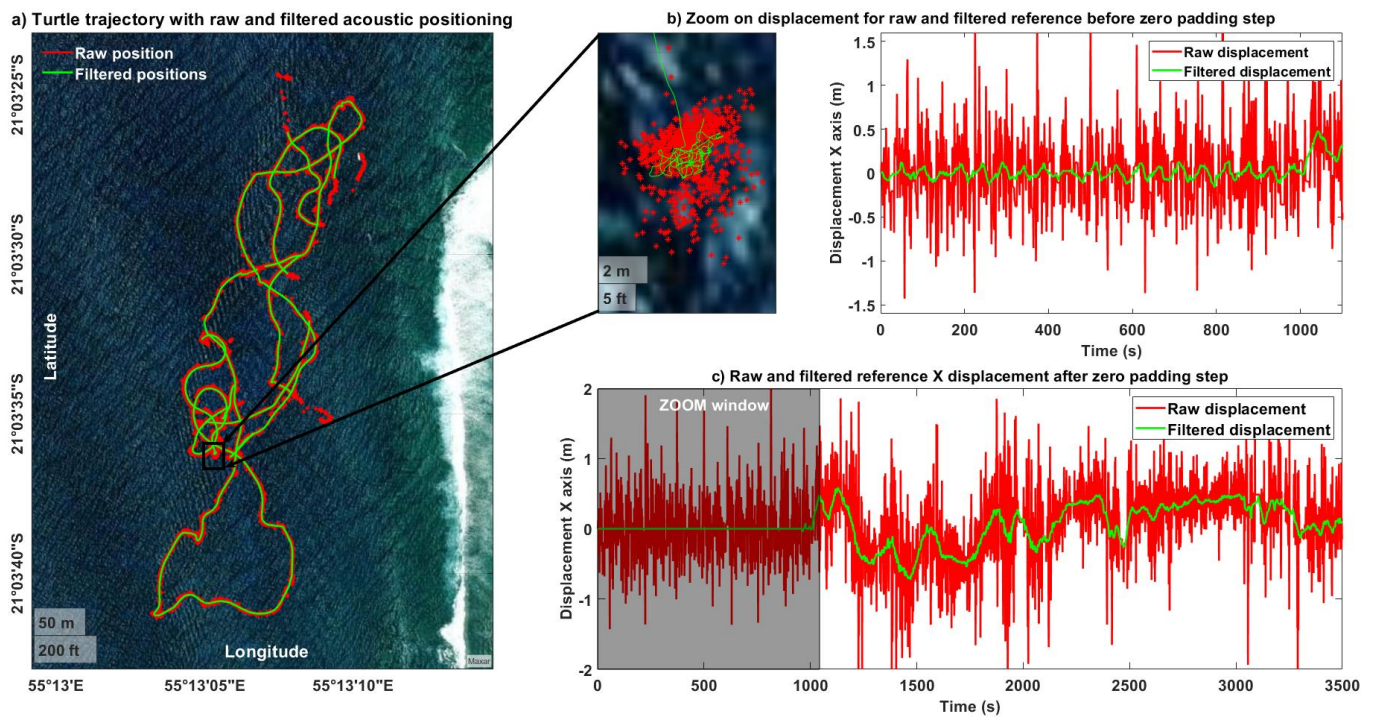 a) Turtle trajectory with raw and filtered acoustic positioning
Raw position
Filtered positions
21°03'25"S
21°03'30"S
21°03'35"S
21°03'40"S
Latitude
50 m
200 ft
Longitude
Maxar
55°13'E
55°13'05"E
55°13'10"E
b) Zoom on displacement for raw and filtered reference before zero padding step
2 m
5 ft
Raw displacement
Filtered displacement
Displacement X axis (m)
1.5
1
0.5
0
-0.5
-1
-1.5
0 200 400 600 800 1000
Time (s)
c) Raw and filtered reference X displacement after zero padding step
ZOOM window
Raw displacement
Filtered displacement
Displacement X axis (m)
2
1
0
-1
-2
0 500 1000 1500 2000 2500 3000 3500
Time (s)